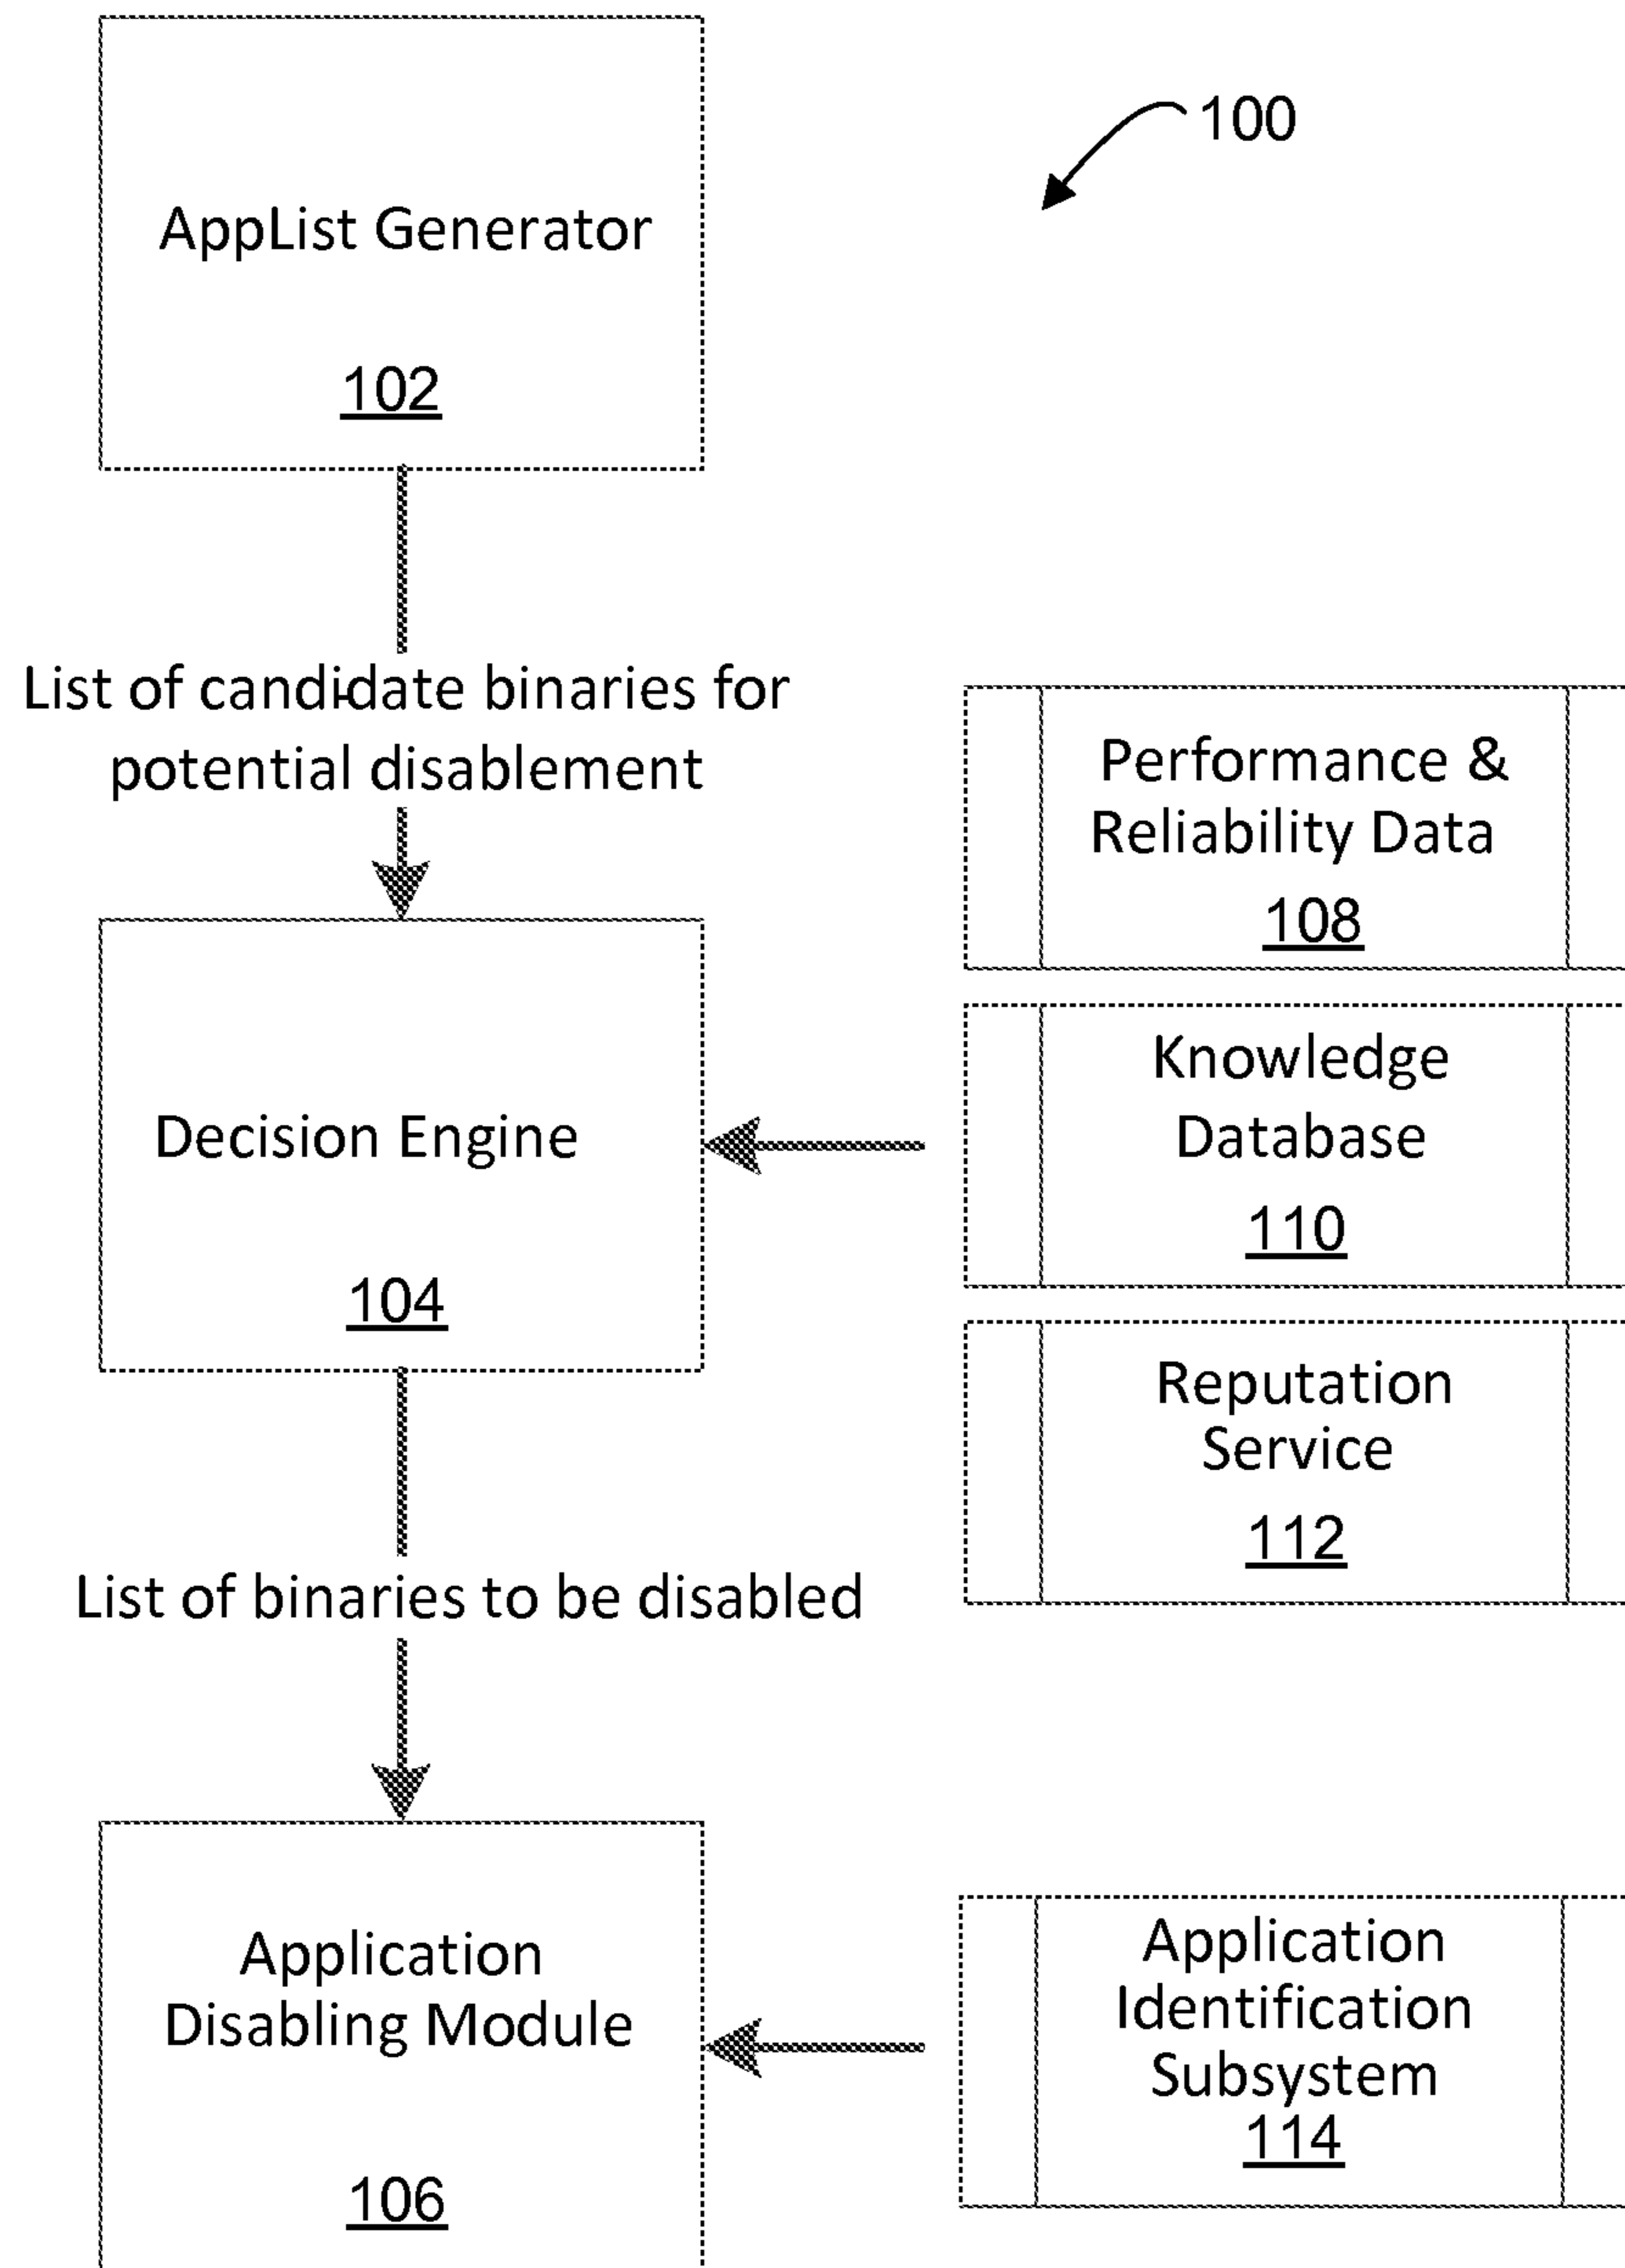 AppList Generator
102
100
List of candidate binaries for
potential disablement
Performance &
Reliability Data
108
Decision Engine
104
Knowledge
Database
110
Reputation
Service
112
List of binaries to be disabled
Application
Disabling Module
106
Application
Identification
Subsystem
114